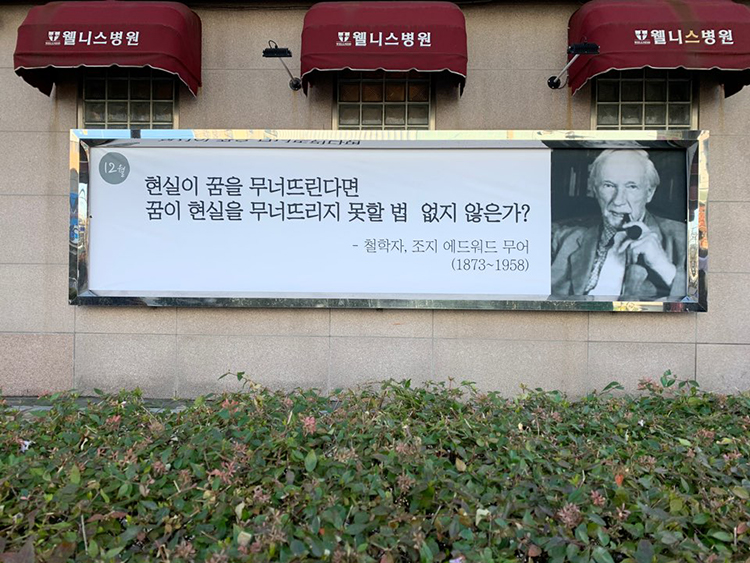 웰니스병원
웰니스병원
웰니스병원
12월
현실이 꿈을 무너뜨린다면
꿈이 현실을 무너뜨리지 못할 법 없지 않은가?
- 철학자, 조지 에드워드 무어
(1873~1958)